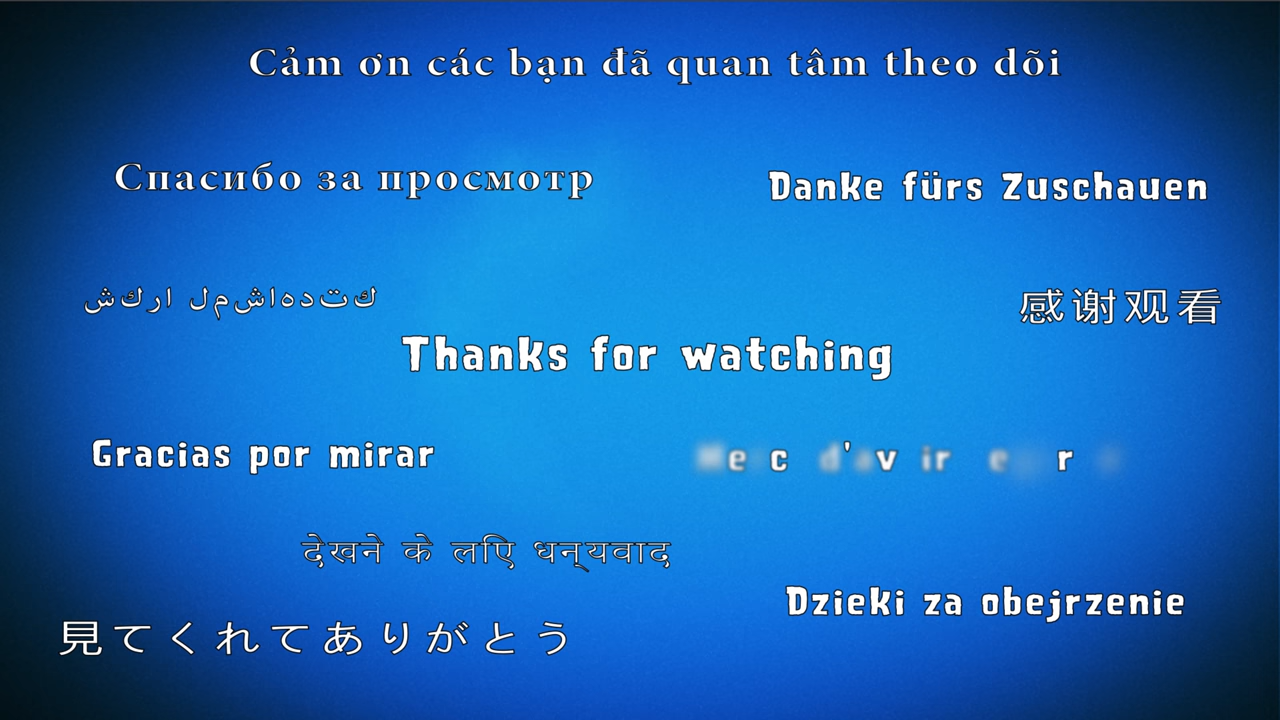 Cảm ơn các bạn đã quan tâm theo dõi
Спасибо за просмотр
Danke fürs Zuschauen
شكرا لمشاهدتك
感谢观看
Thanks for watching
Gracias por mirar
देखने के लिए धन्यवाद
Dzieki za obejrzenie
見てくれてありがとう